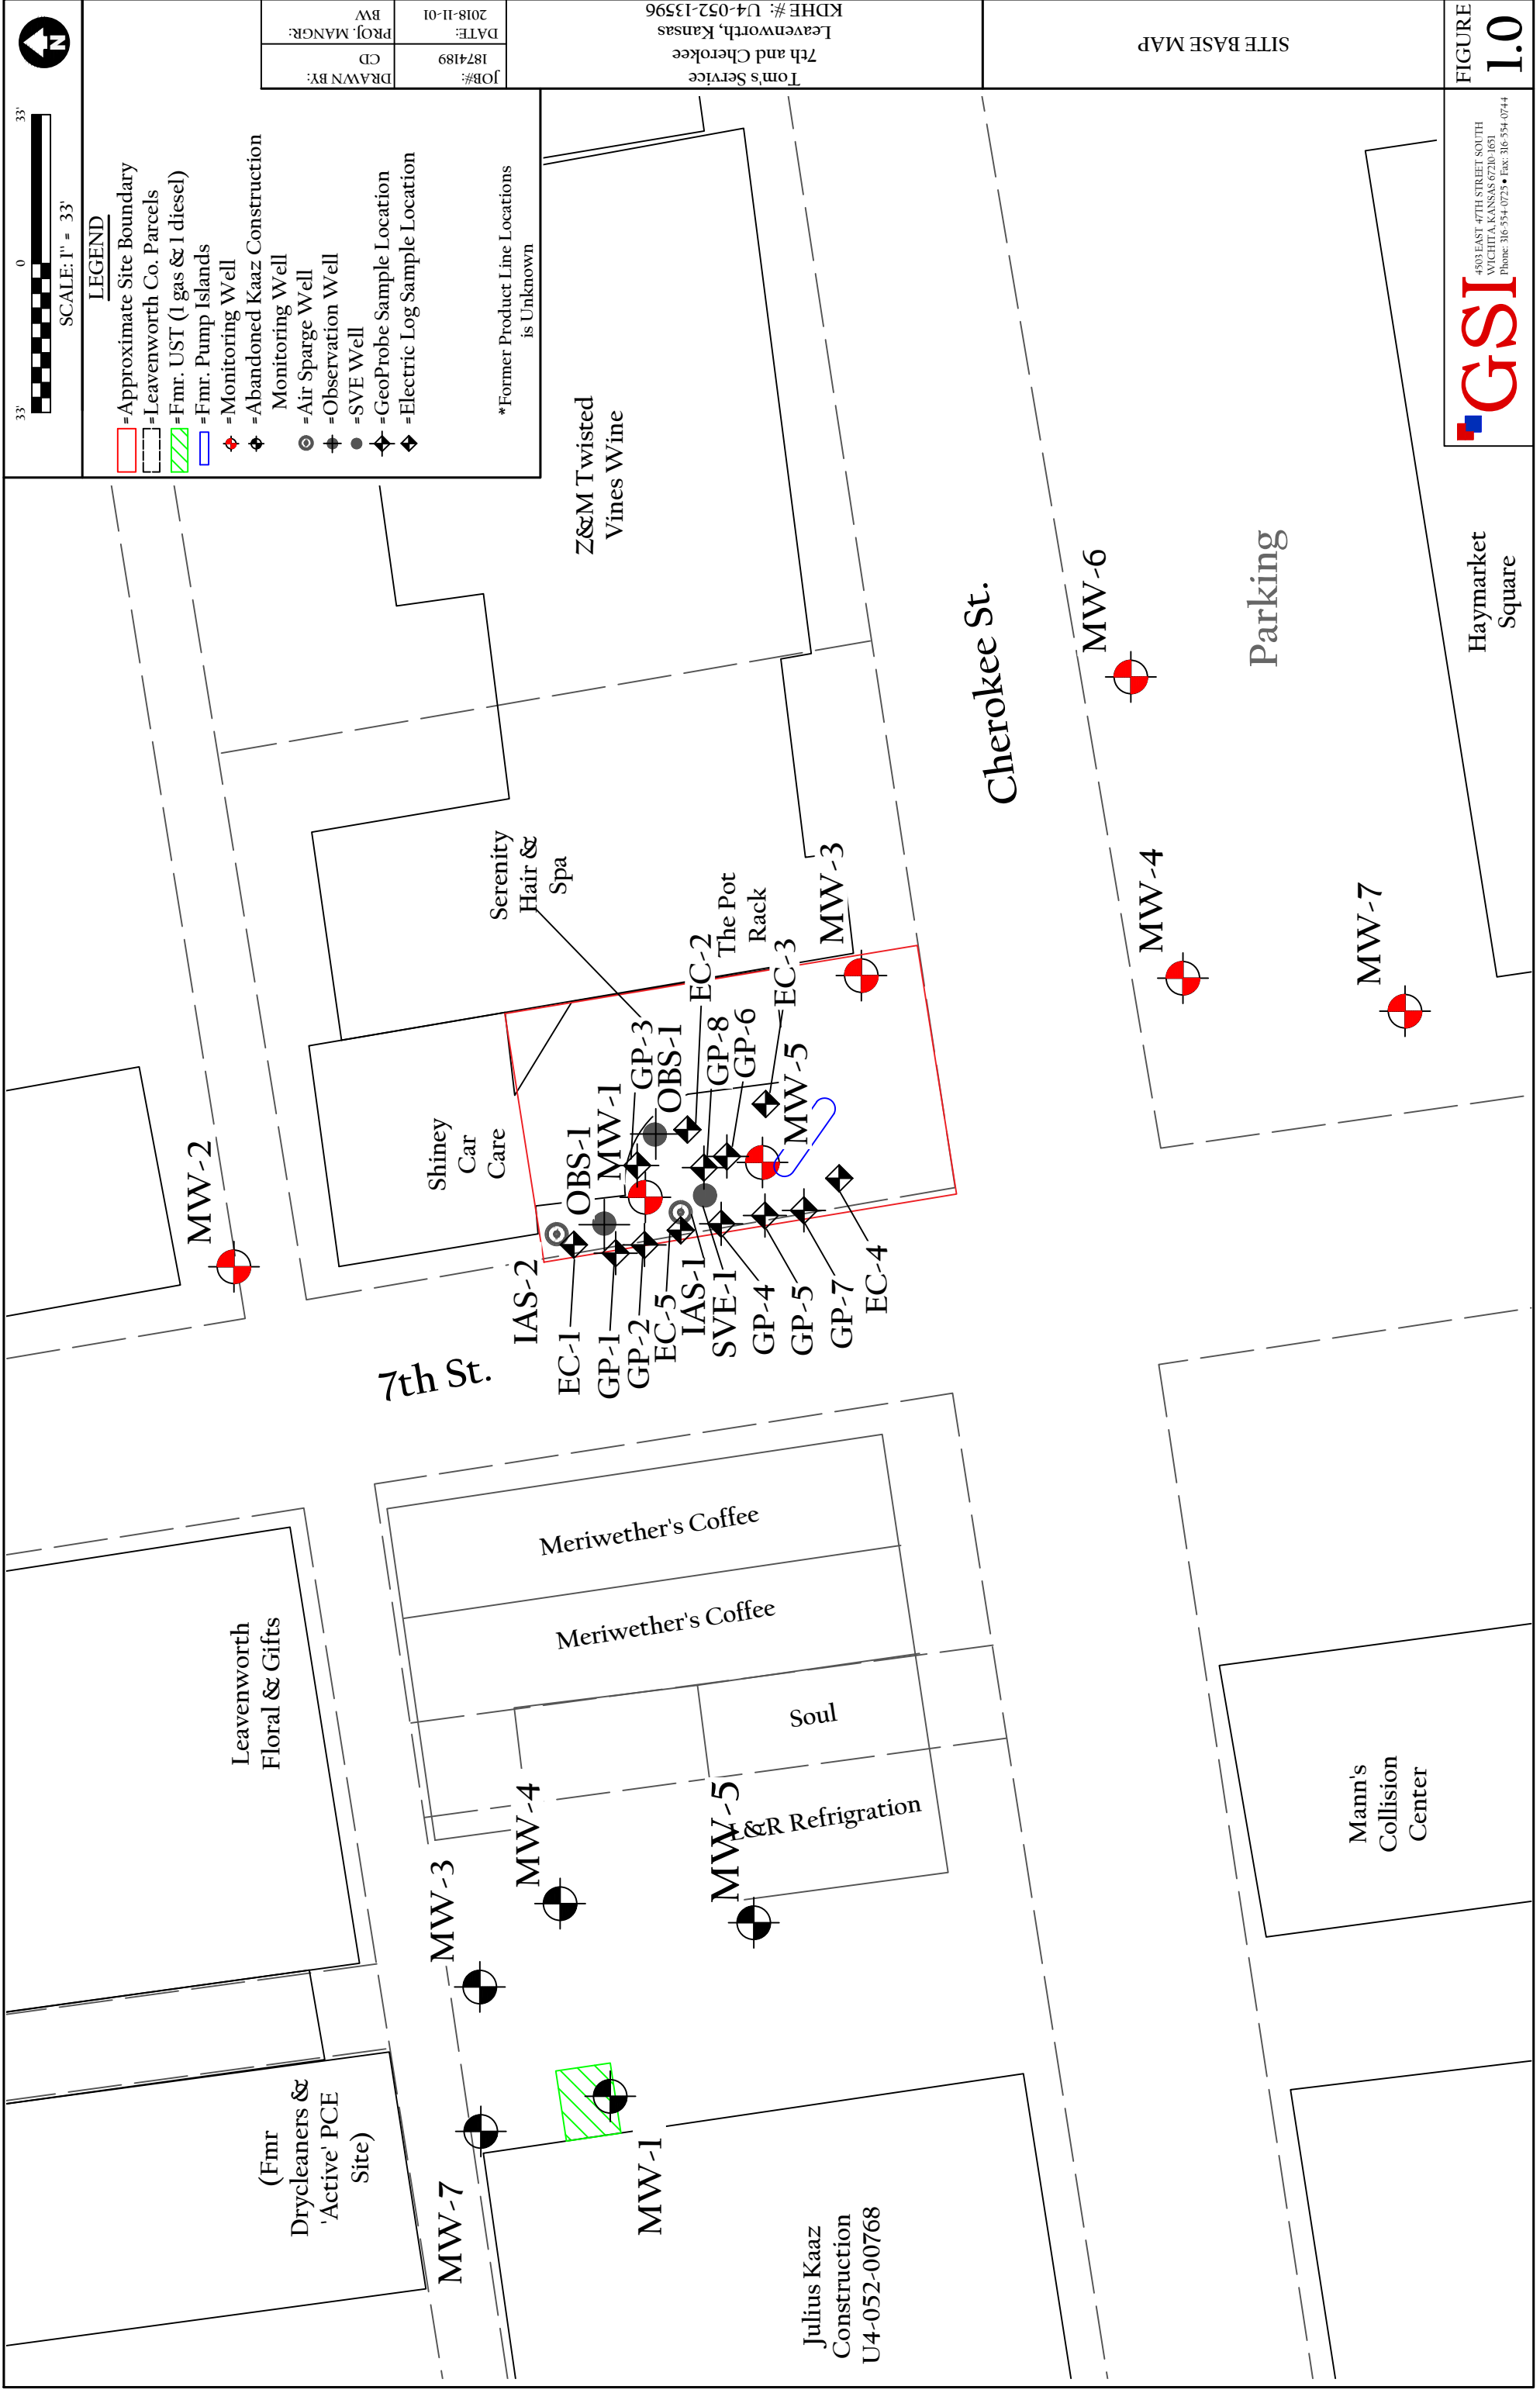 N
33'
0
33'
SCALE: 1" = 33'
LEGEND
=Approximate Site Boundary
=Leavenworth Co. Parcels
=Fmr. UST (1 gas & 1 diesel)
=Fmr. Pump Islands
=Monitoring Well
=Abandoned Kaaz Construction
Monitoring Well
=Air Sparge Well
=Observation Well
=SVE Well
=GeoProbe Sample Location
=Electric Log Sample Location
*Former Product Line Locations
is Unknown
JOB#:
1874189
DRAWN BY:
CD
DATE:
2018-11-01
PROJ. MANGR:
BW
Tom's Service
7th and Cherokee
Leavenworth, Kansas
KDHE #: U4-052-13596
SITE BASE MAP
FIGURE
1.0
GSI
4503 EAST 47TH STREET SOUTH
WICHITA, KANSAS 67210-1651
Phone: 316-554-0725 • Fax: 316-554-0744
Z&M Twisted
Vines Wine
Cherokee St.
MW-6
Parking
Haymarket
Square
Serenity
Hair &
Spa
The Pot
Rack
MW-3
MW-4
MW-7
MW-2
Shiney
Car
Care
GP-3
OBS-1
EC-2
GP-8
GP-6
EC-3
MW-5
MW-1
OBS-1
IAS-2
EC-1
GP-1
GP-2
EC-5
IAS-1
SVE-1
GP-4
GP-5
GP-7
EC-4
7th St.
Meriwether's Coffee
Meriwether's Coffee
Soul
L&R Refrigration
Leavenworth
Floral & Gifts
MW-4
MW-5
MW-3
MW-7
MW-1
Mann's
Collision
Center
(Fmr
Drycleaners &
'Active' PCE
Site)
Julius Kaaz
Construction
U4-052-00768